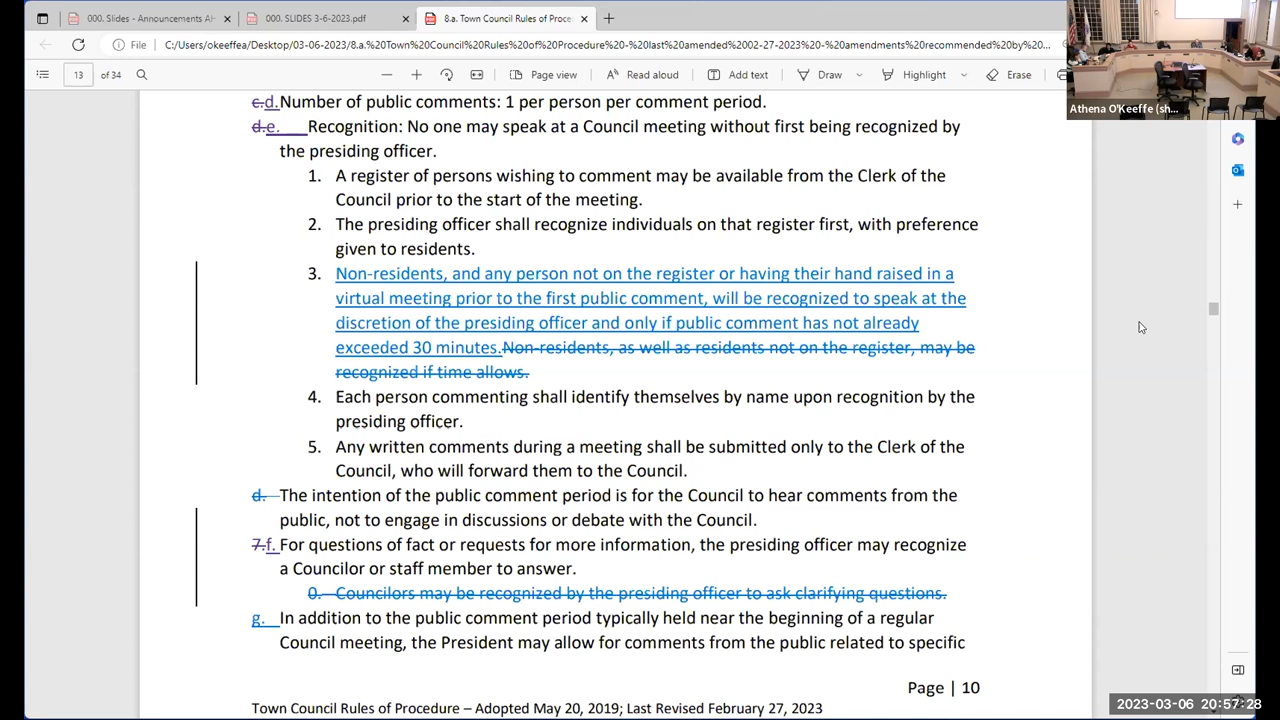 000. Slides - Announcements Al-
000. SLIDES 3-6-2023.pdf
8.a. Town Council Rules of Proce
File
C:/Users/okeeffea/Desktop/03-06-2023/8.a.%20Town%20Council%20Rules%20of%20Procedure%20-%20last%20amended%2002-27-2023%20-%20amendments%20recommended%20by%20...
13 of 34
Page view
Read aloud
Add text
Draw
Highlight
Erase
Athena O'Keeffe (sh...
c.d. Number of public comments: 1 per person per comment period.
d.e. Recognition: No one may speak at a Council meeting without first being recognized by
the presiding officer.
1. A register of persons wishing to comment may be available from the Clerk of the
Council prior to the start of the meeting.
2. The presiding officer shall recognize individuals on that register first, with preference
given to residents.
3. Non-residents, and any person not on the register or having their hand raised in a
virtual meeting prior to the first public comment, will be recognized to speak at the
discretion of the presiding officer and only if public comment has not already
exceeded 30 minutes. Non-residents, as well as residents not on the register, may be
recognized if time allows.
4. Each person commenting shall identify themselves by name upon recognition by the
presiding officer.
5. Any written comments during a meeting shall be submitted only to the Clerk of the
Council, who will forward them to the Council.
d. The intention of the public comment period is for the Council to hear comments from the
public, not to engage in discussions or debate with the Council.
7.f. For questions of fact or requests for more information, the presiding officer may recognize
a Councilor or staff member to answer.
0. Councilors may be recognized by the presiding officer to ask clarifying questions.
g. In addition to the public comment period typically held near the beginning of a regular
Council meeting, the President may allow for comments from the public related to specific
Page | 10
Town Council Rules of Procedure – Adopted May 20, 2019; Last Revised February 27, 2023
2023-03-06 20:57:28